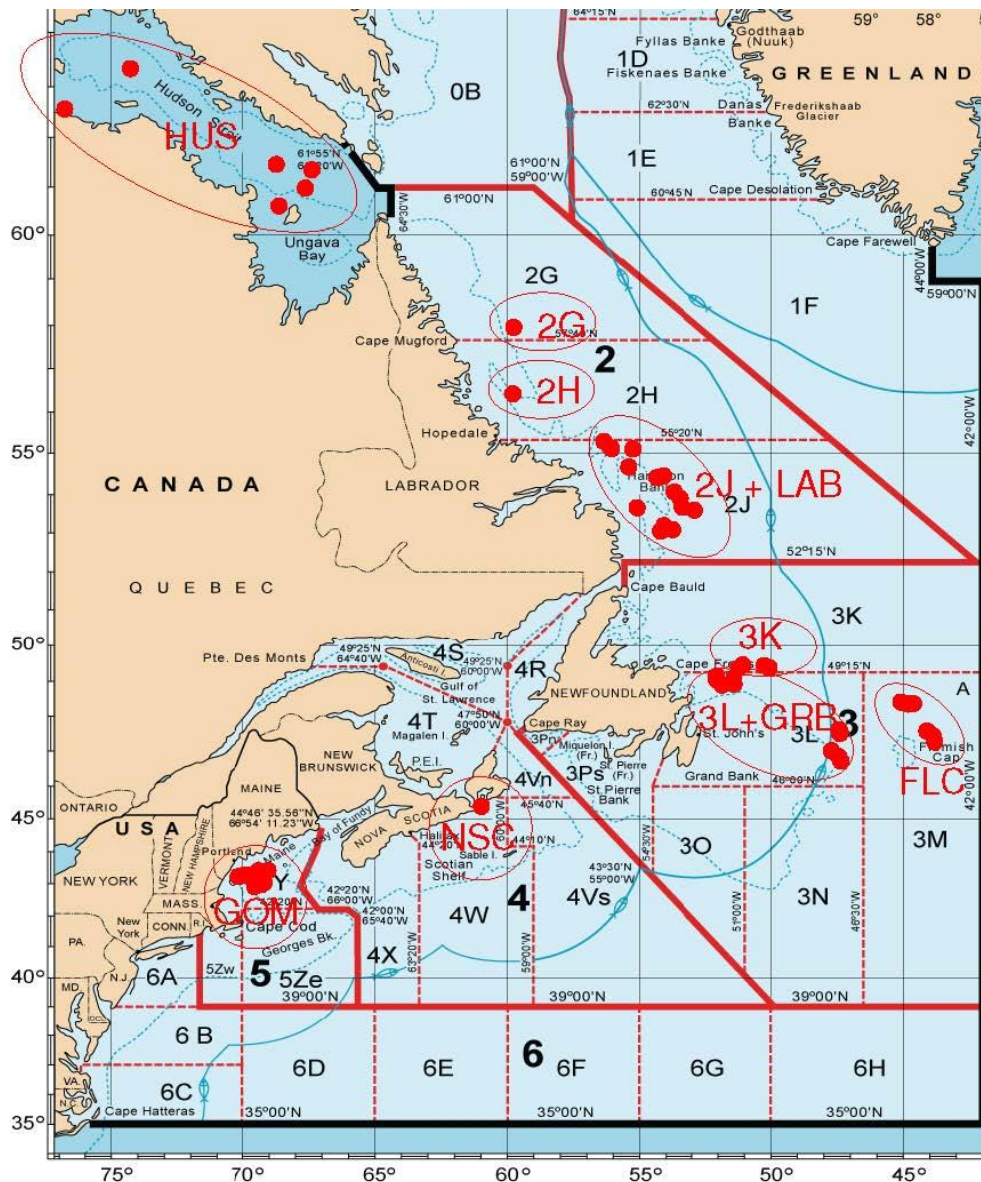 64°15'N
59°
58°
Godthaab
(Nuuk)
Fyllas Banke
1D
Fiskenaes Banke
GREENLAND
0B
62°30'N
Danas
Banke
Frederikshaab
Glacier
Hudson
HUS
61°55'N
1E
61°00'N
59°00'W
60°45'N
Cape Desolation
61°00'N
64°30'W
60°
Ungava
Bay
Cape Farewell
44°00'W
59°00'N
2G
1F
2G
Cape Mugford
2
2H
2H
42°00'W
Hopedale
55°20'N
55°
CANADA
LABRADOR
2J + LAB
2J
52°15'N
QUEBEC
Cape Bauld
3K
50°
49°25'N
64°40'W
4S
Anticosti I.
49°25'N
60°00'W
4R
3K
Pte. Des Monts
49°15'N
Gulf of
St. Lawrence
NEWFOUNDLAND
A
4T
Magalen I.
47°50'N
60°00'W
Cape Ray
3Pn
Miquelon I.
(Fr.)
3L+GRB
3
St. John's
NEW
BRUNSWICK
P.E.I.
St. Pierre
(Fr.)
3Ps
St Pierre
Bank
Grand Bank
46°00'N
FLC
42°00'W
MAINE
4Vn
45°40'N
ONTARIO
45°
44°46' 35.56"N
66°54' 11.23"W
Bay of Fundy
NOVA SCOTIA
USA
NSC
44°10'N
Sable I.
Scotian
Shelf
54°30'W
3O
3M
Portland
VERMONT
NEW HAMPSHIRE
NEW YORK
43°30'N
55°00'W
MASS.
Y
42°20'N
66°00'W
GOM
4
4Vs
3N
51°00'W
46°30'W
New
York
CONN.
R.I.
Cape Cod
42°00'N
65°40'W
4W
Georges Bk.
PA.
4X
63°20'W
59°00'W
5Zw
5
5Ze
N.J.
6A
40°
MD.
39°00'N
39°00'N
39°00'N
6B
6
6D
6E
6F
6G
6H
6C
VA.
N.C.
Cape Hatteras
35°00'N
35°00'N
35°00'N
35°
75°
70°
65°
60°
55°
50°
45°